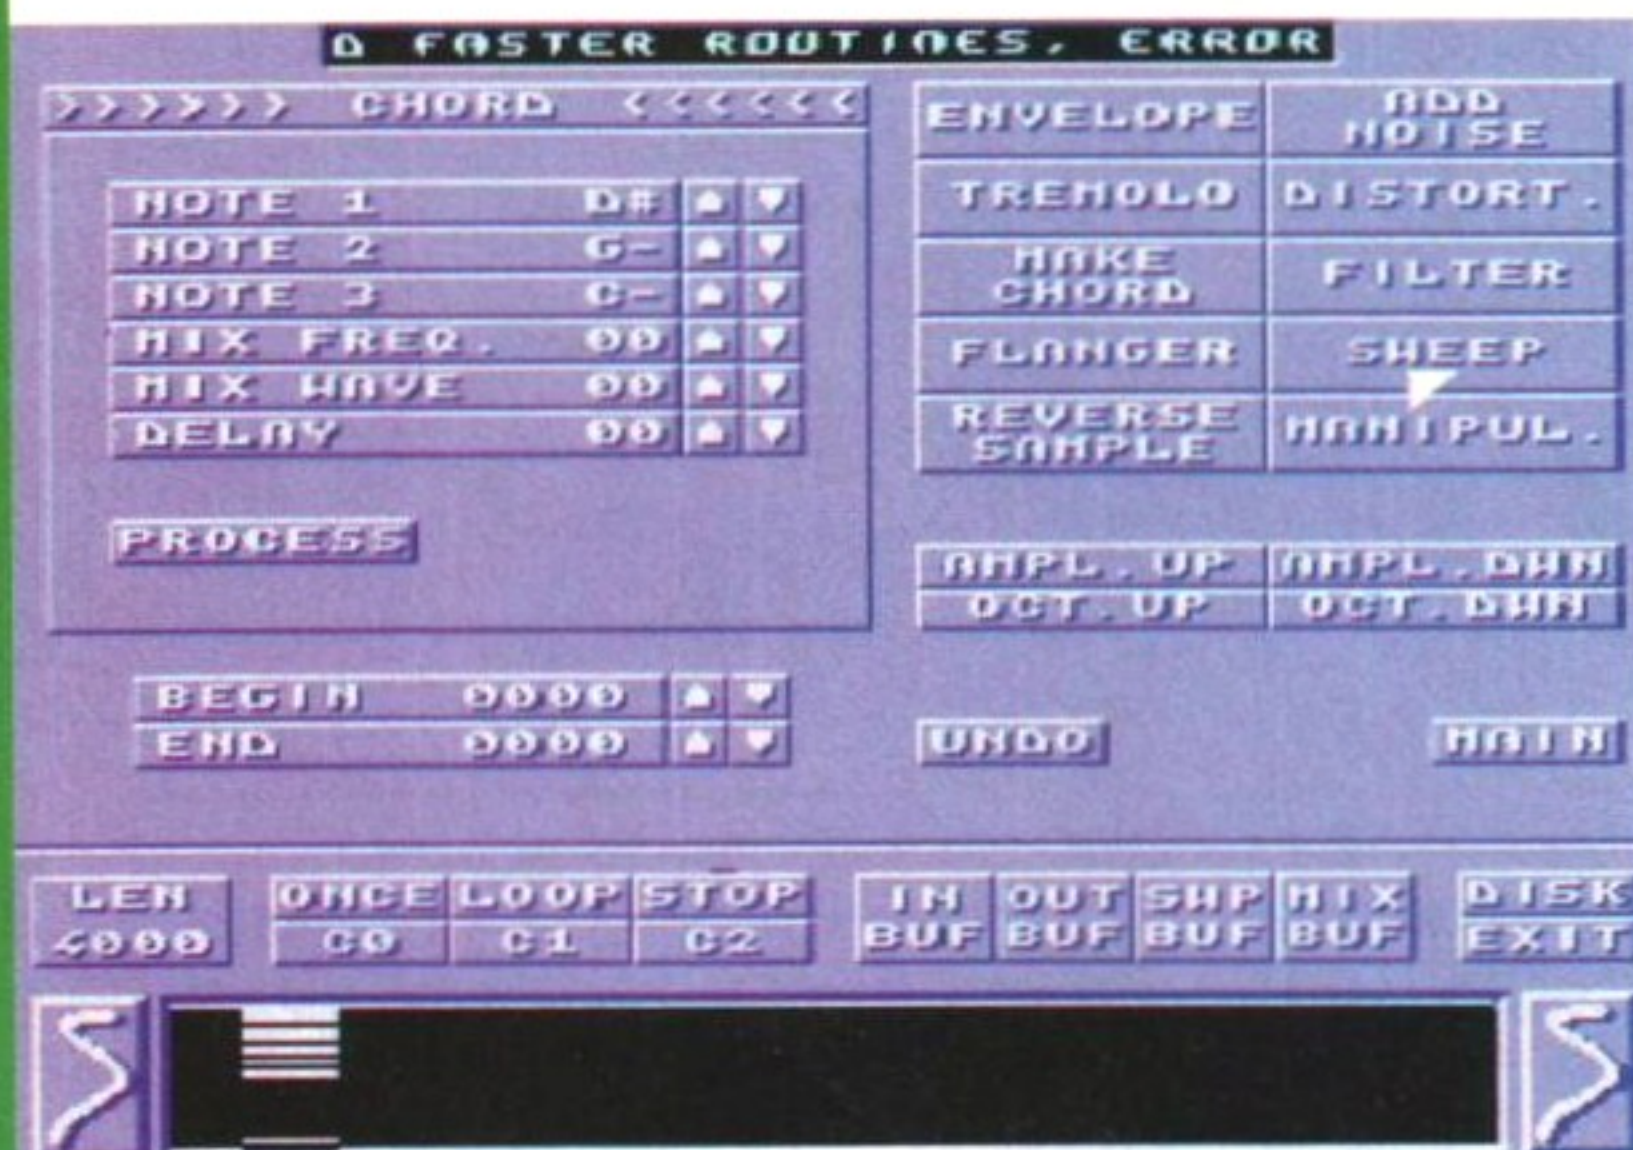 D FASTER ROUTINES, ERROR
>>>>>> CHORD <<<<<<
NOTE 1 D#
NOTE 2 G-
NOTE 3 C-
MIX FREQ. 00
MIX WAVE 00
DELAY 00
PROCESS
BEGIN 0000
END 0000
ENVELOPE
ADD
NOISE
TREMOLO
DISTORT.
MAKE
CHORD
FILTER
FLANGER
SWEEP
REVERSE
SAMPLE
MANIPUL.
AMPL.UP
AMPL.DWN
OCT.UP
OCT.DWN
UNDO
MAIN
LEN
4000
ONCE
LOOP
STOP
C0
C1
C2
IN
BUF
OUT
BUF
SWP
BUF
MIX
BUF
DISK
EXIT